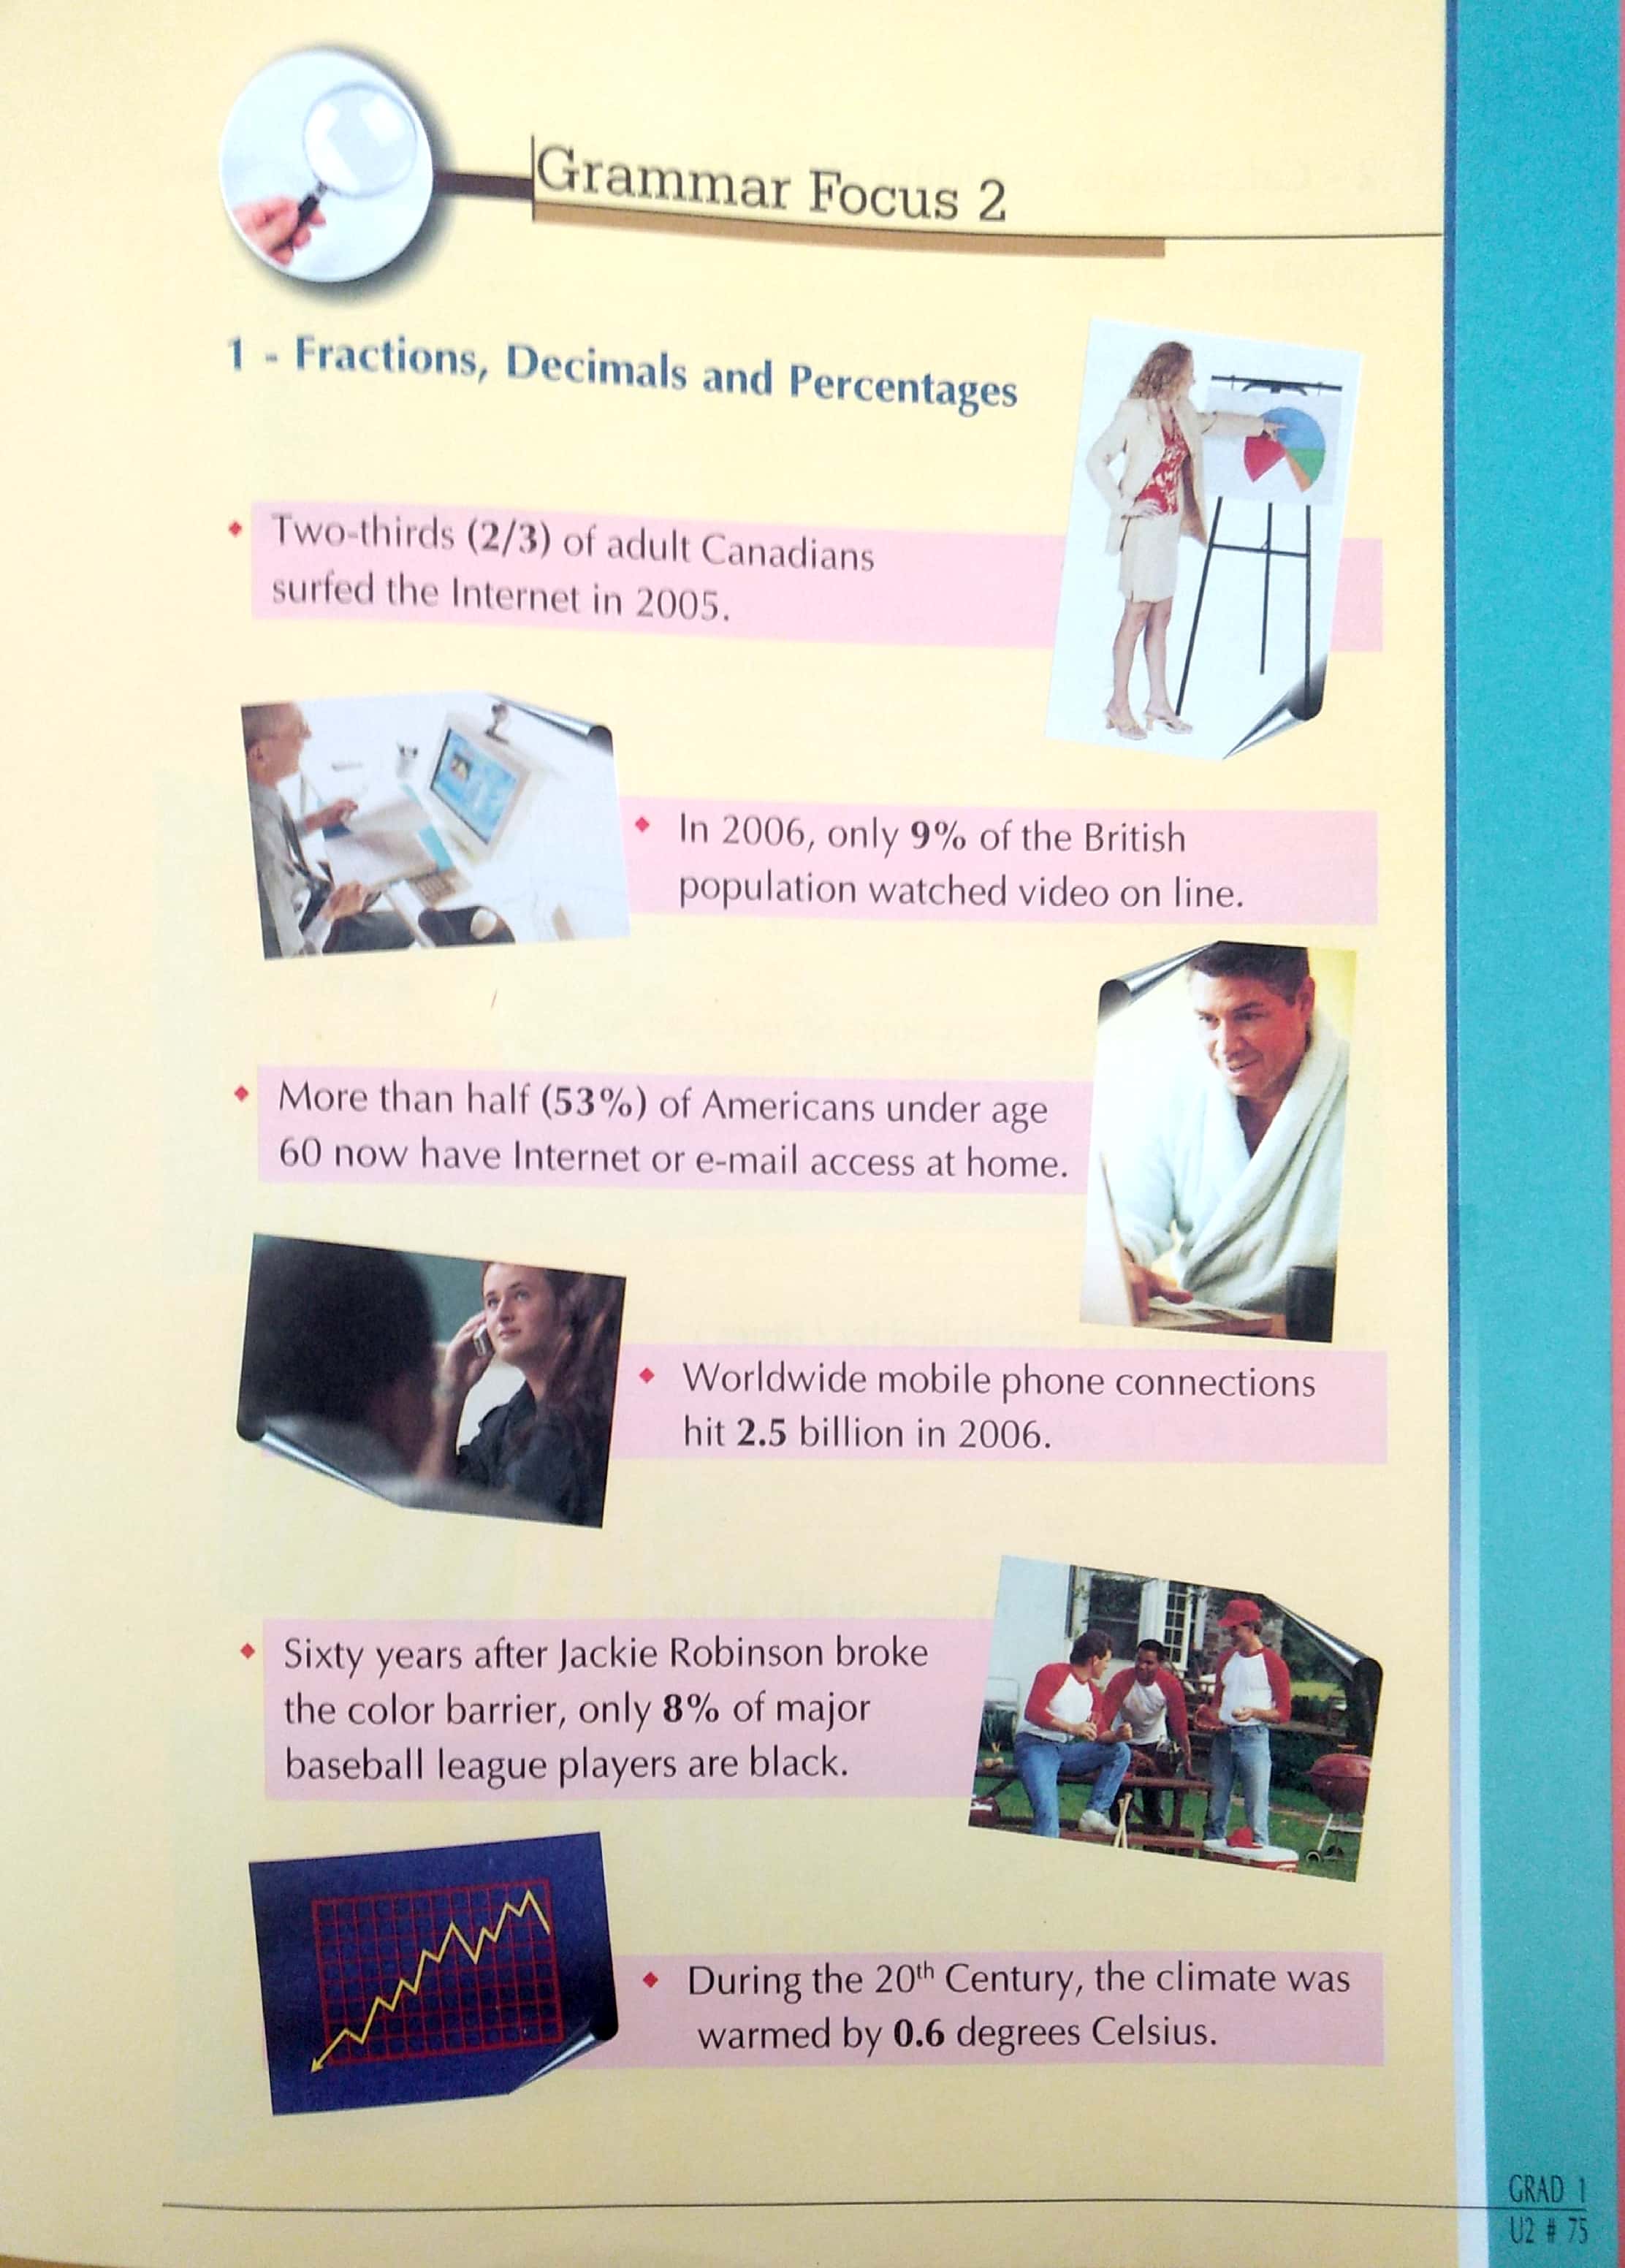 Grammar Focus 2
1 - Fractions, Decimals and Percentages
• Two-thirds (2/3) of adult Canadians
surfed the Internet in 2005.
• In 2006, only 9% of the British
population watched video on line.
• More than half (53%) of Americans under age
60 now have Internet or e-mail access at home.
• Worldwide mobile phone connections
hit 2.5 billion in 2006.
• Sixty years after Jackie Robinson broke
the color barrier, only 8% of major
baseball league players are black.
• During the 20th Century, the climate was
warmed by 0.6 degrees Celsius.
GRAD 1
U2 # 75